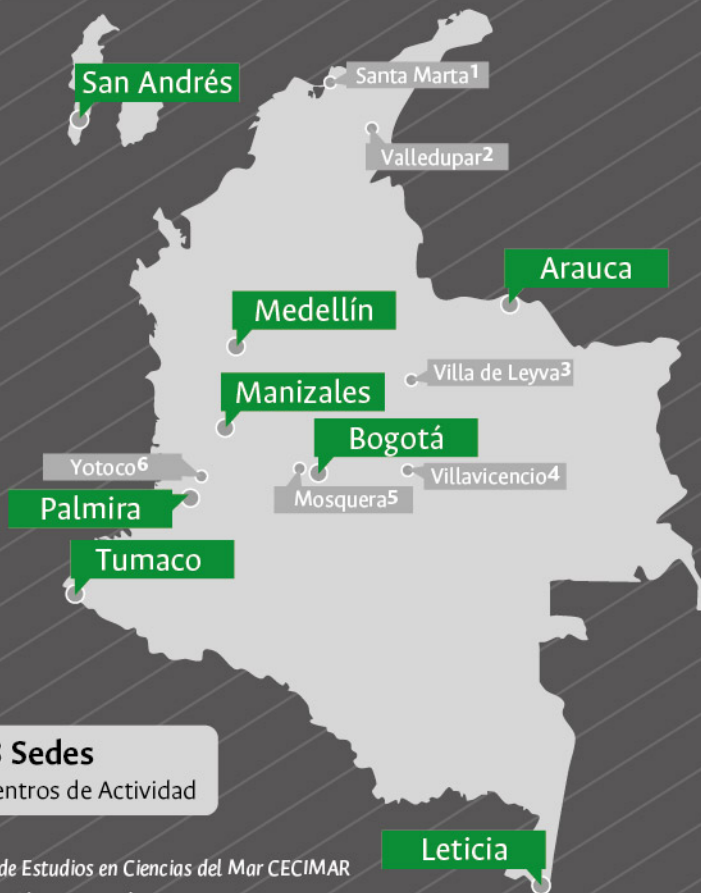 San Andrés
Santa Marta1
Valledupar2
Arauca
Medellín
Villa de Leyva3
Manizales
Bogotá
Yotoco6
Villavicencio4
Mosquera5
Palmira
Tumaco
Sedes
entros de Actividad
Leticia
de Estudios en Ciencias del Mar CECIMAR